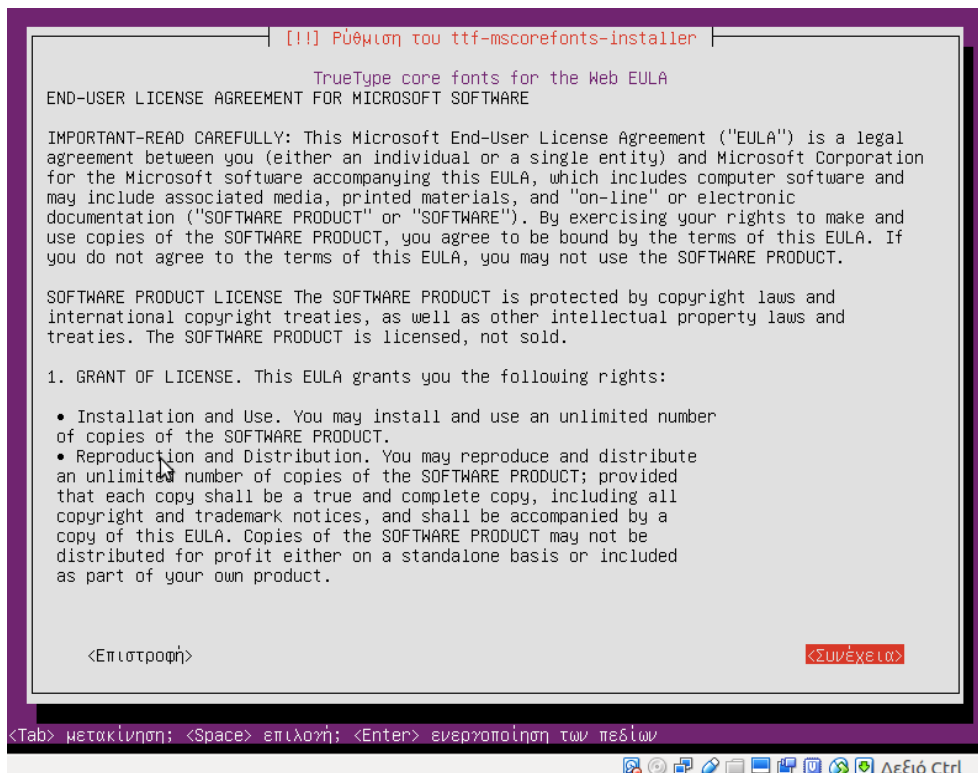 [!!] Ρύθμιση του ttf-mscorefonts-installer
TrueType core fonts for the Web EULA
END-USER LICENSE AGREEMENT FOR MICROSOFT SOFTWARE
IMPORTANT-READ CAREFULLY: This Microsoft End-User License Agreement ("EULA") is a legal
agreement between you (either an individual or a single entity) and Microsoft Corporation
for the Microsoft software accompanying this EULA, which includes computer software and
may include associated media, printed materials, and "on-line" or electronic
documentation ("SOFTWARE PRODUCT" or "SOFTWARE"). By exercising your rights to make and
use copies of the SOFTWARE PRODUCT, you agree to be bound by the terms of this EULA. If
you do not agree to the terms of this EULA, you may not use the SOFTWARE PRODUCT.
SOFTWARE PRODUCT LICENSE The SOFTWARE PRODUCT is protected by copyright laws and
international copyright treaties, as well as other intellectual property laws and
treaties. The SOFTWARE PRODUCT is licensed, not sold.
1. GRANT OF LICENSE. This EULA grants you the following rights:
• Installation and Use. You may install and use an unlimited number
of copies of the SOFTWARE PRODUCT.
• Reproduction and Distribution. You may reproduce and distribute
an unlimited number of copies of the SOFTWARE PRODUCT; provided
that each copy shall be a true and complete copy, including all
copyright and trademark notices, and shall be accompanied by a
copy of this EULA. Copies of the SOFTWARE PRODUCT may not be
distributed for profit either on a standalone basis or included
as part of your own product.
<Επιστροφή> <Συνέχεια>
<Tab> μετακίνηση; <Space> επιλογή; <Enter> ενεργοποίηση των πεδίων
Δεξιό Ctrl